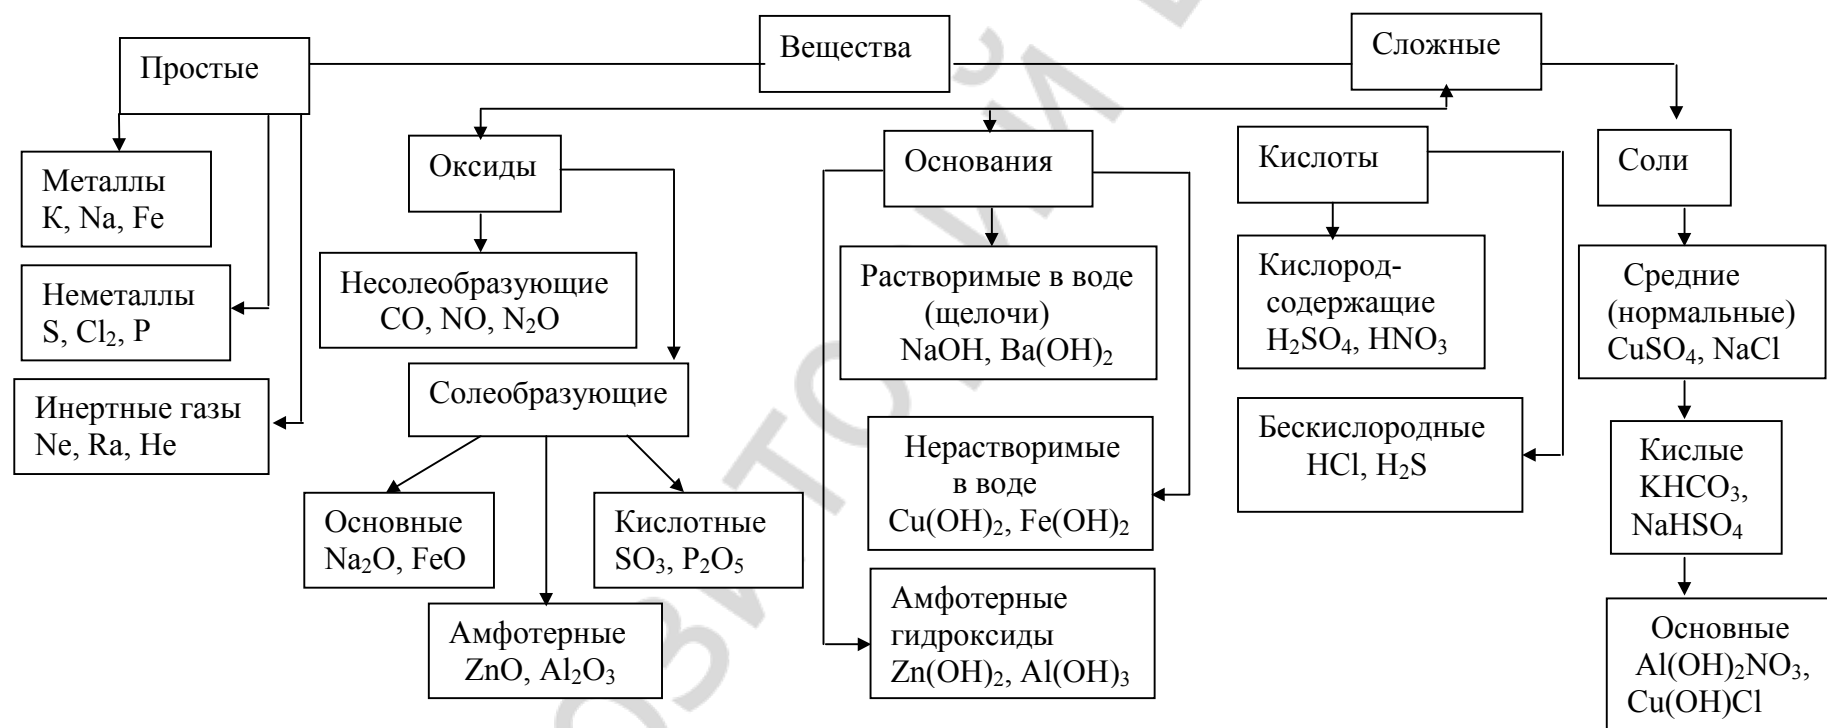 Вещества
Простые
Сложные
Металлы
K, Na, Fe
Неметаллы
S, Cl₂, P
Инертные газы
Ne, Ra, He
Оксиды
Несолеобразующие
CO, NO, N₂O
Солеобразующие
Основные
Na₂O, FeO
Кислотные
SO₃, P₂O₅
Амфотерные
ZnO, Al₂O₃
Основания
Растворимые в воде
(щелочи)
NaOH, Ba(OH)₂
Нерастворимые
в воде
Cu(OH)₂, Fe(OH)₂
Амфотерные
гидроксиды
Zn(OH)₂, Al(OH)₃
Кислоты
Кислород-
содержащие
H₂SO₄, HNO₃
Бескислородные
HCl, H₂S
Соли
Средние
(нормальные)
CuSO₄, NaCl
Кислые
KHCO₃,
NaHSO₄
Основные
Al(OH)₂NO₃,
Cu(OH)Cl